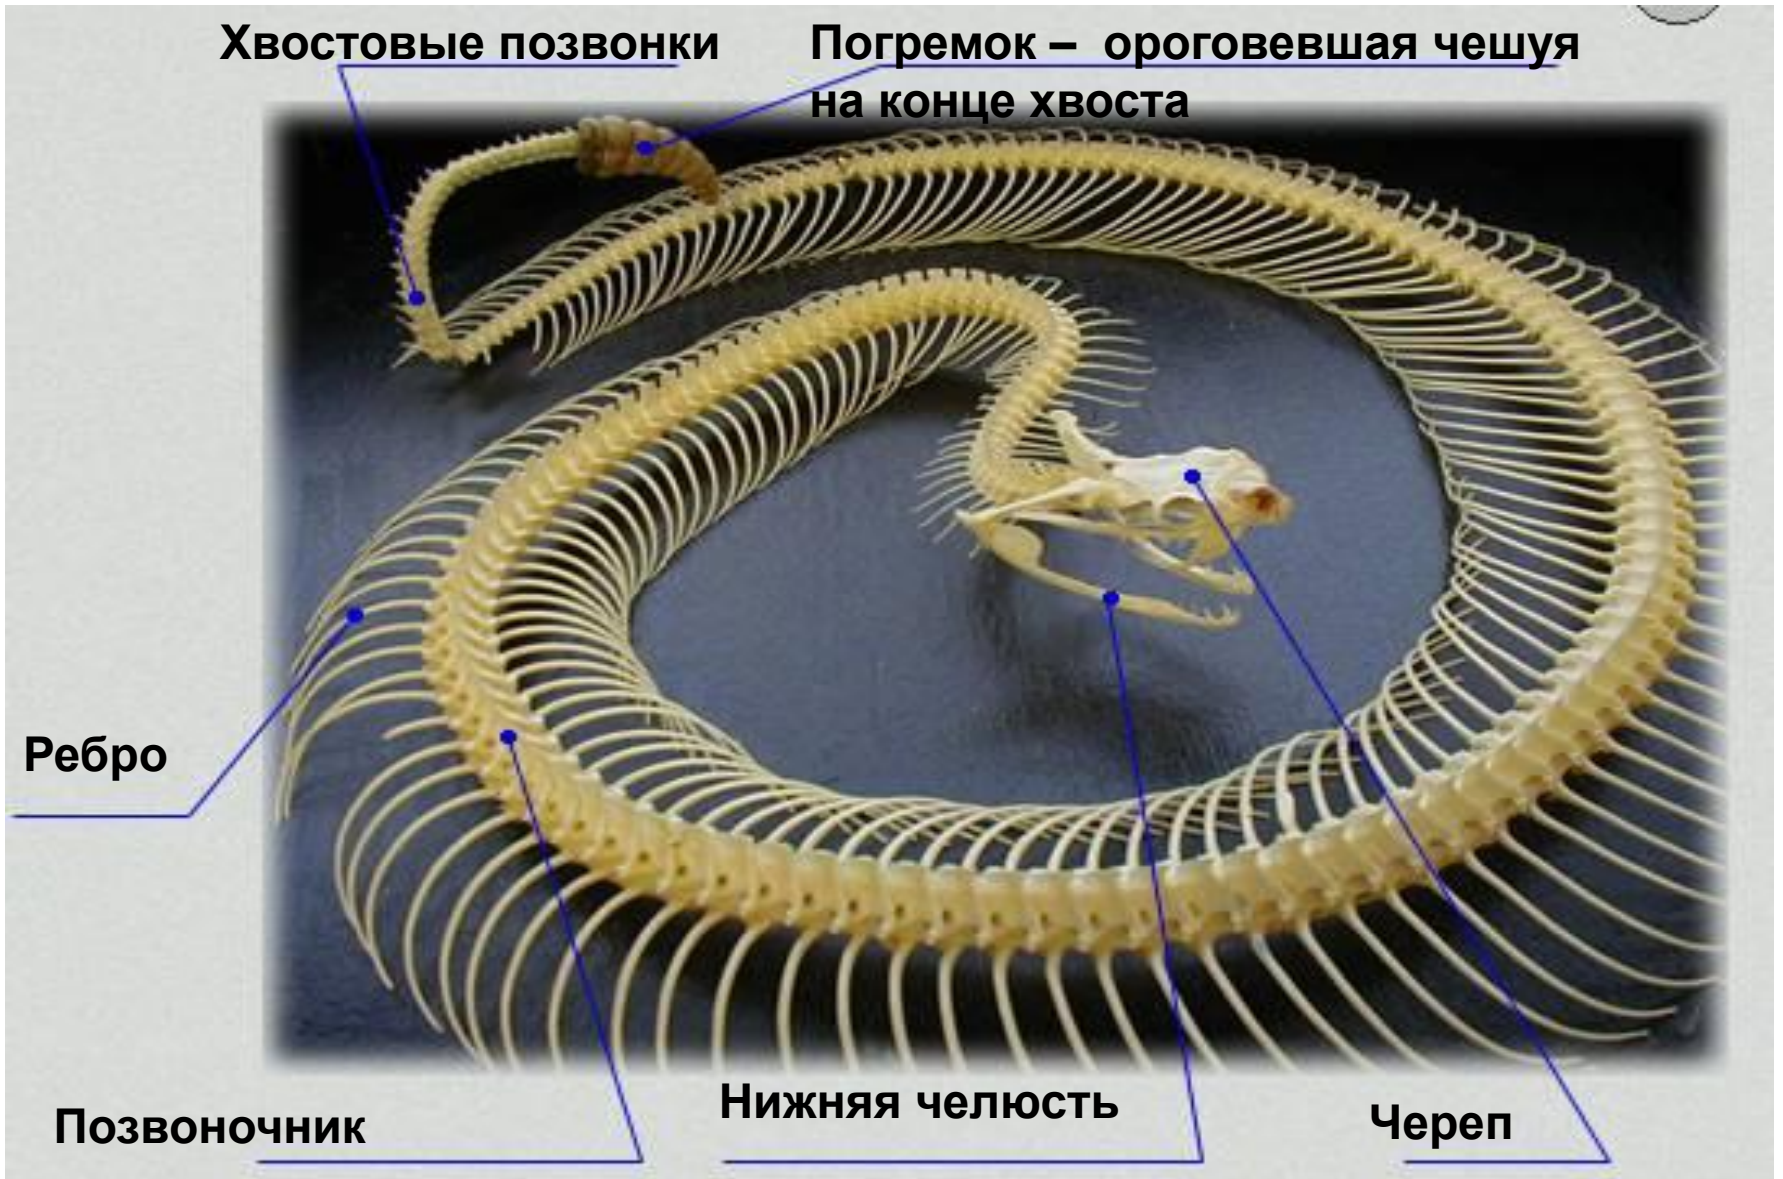 Хвостовые позвонки
Погремок – ороговевшая чешуя
на конце хвоста
Ребро
Позвоночник
Нижняя челюсть
Череп